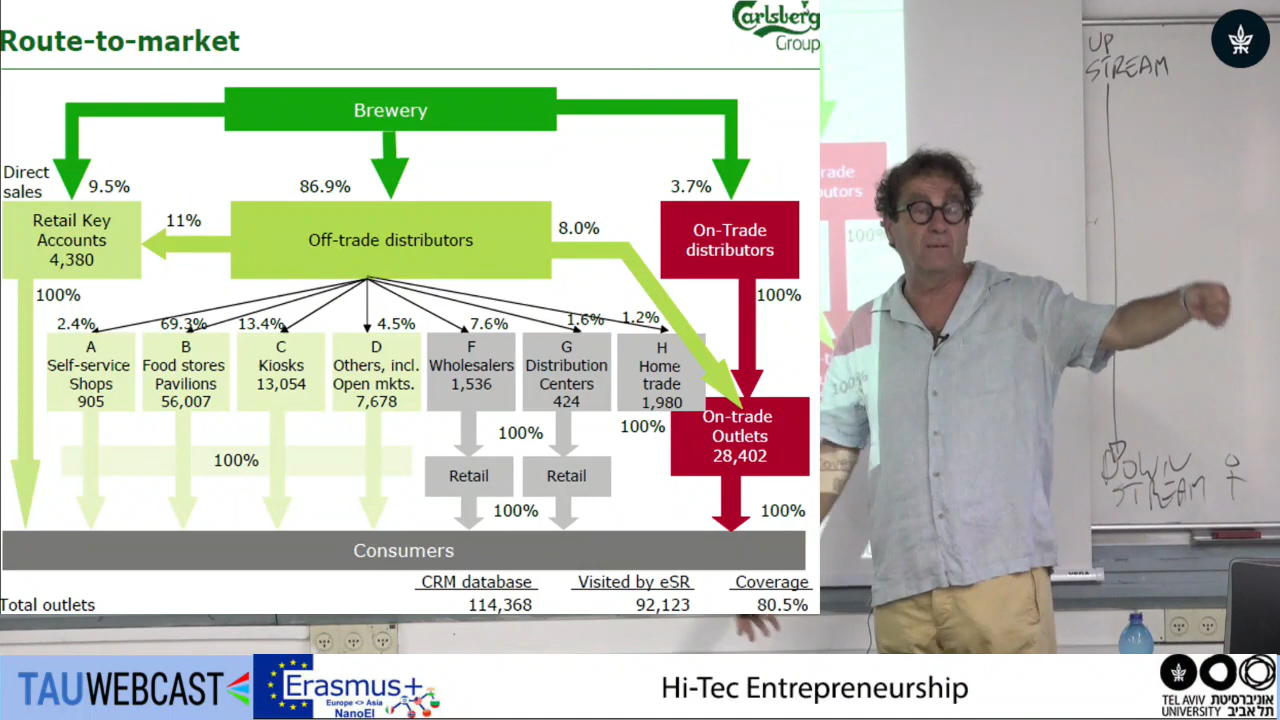 Route-to-market
Carlsberg
Group
Brewery
Direct
sales
9.5%
86.9%
3.7%
Retail Key
Accounts
4,380
11%
Off-trade distributors
8.0%
On-Trade
distributors
100%
100%
2.4%
69.3%
13.4%
4.5%
7.6%
1.6%
1.2%
A
Self-service
Shops
905
B
Food stores
Pavilions
56,007
C
Kiosks
13,054
D
Others, incl.
Open mkts.
7,678
F
Wholesalers
1,536
G
Distribution
Centers
424
H
Home
trade
1,980
On-trade
Outlets
28,402
100%
100%
100%
Retail
Retail
100%
100%
Consumers
CRM database
Visited by eSR
Coverage
Total outlets
114,368
92,123
80.5%
UP
STREAM
DOWN
STREAM
100%
100%
TAUWEBCAST
Erasmus+
Europe <> Asia
NanoEl
Hi-Tec Entrepreneurship
TEL AVIV אוניברסיטת
UNIVERSITY תל אביב